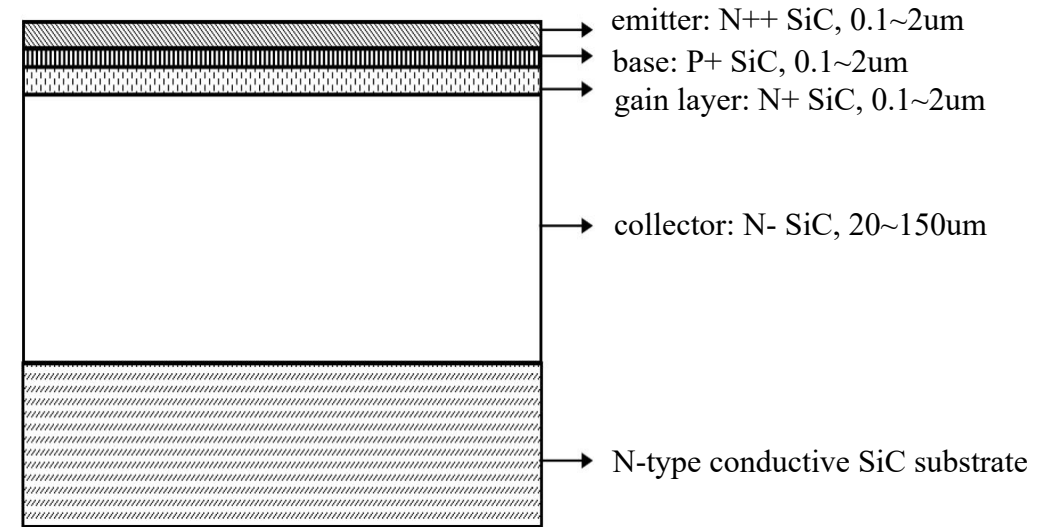 emitter: N++ SiC, 0.1~2um
base: P+ SiC, 0.1~2um
gain layer: N+ SiC, 0.1~2um
collector: N- SiC, 20~150um
N-type conductive SiC substrate